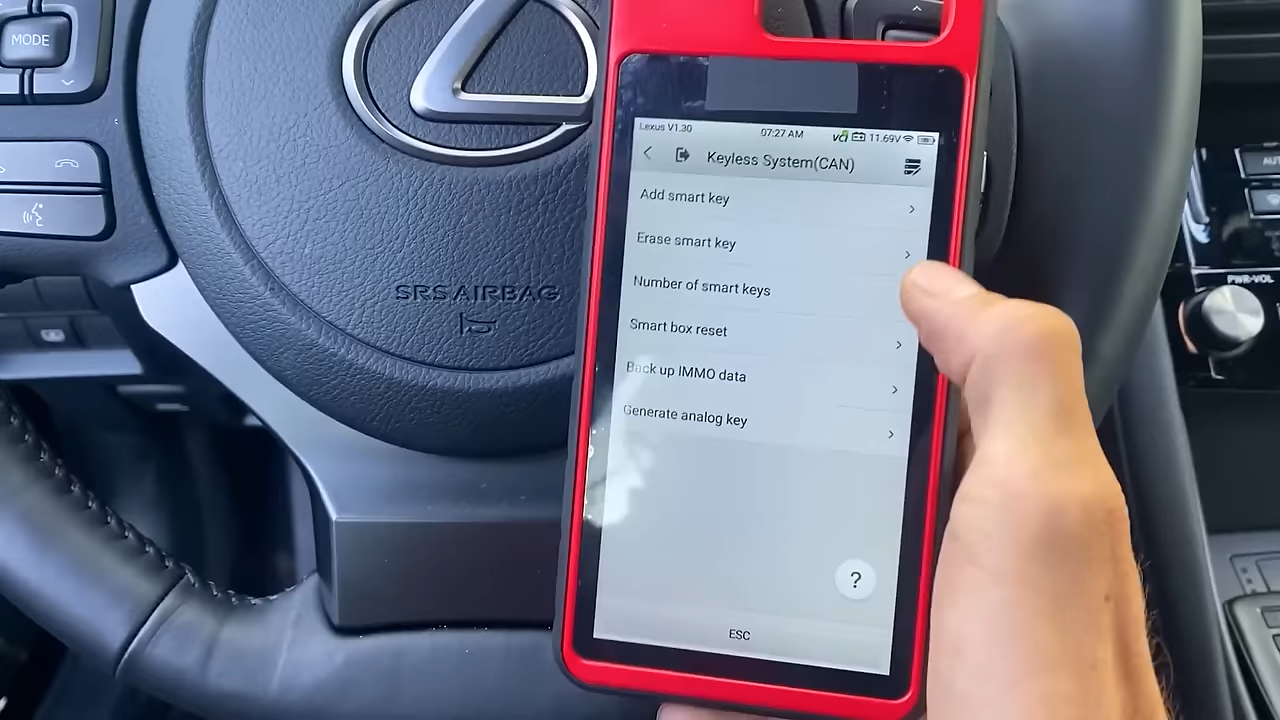 MODE
Lexus V1.30
07:27 AM
VCI
11.69V
Keyless System(CAN)
Add smart key
Erase smart key
Number of smart keys
Smart box reset
Back up IMMO data
Generate analog key
?
ESC
SRS AIRBAG
PWR·VOL